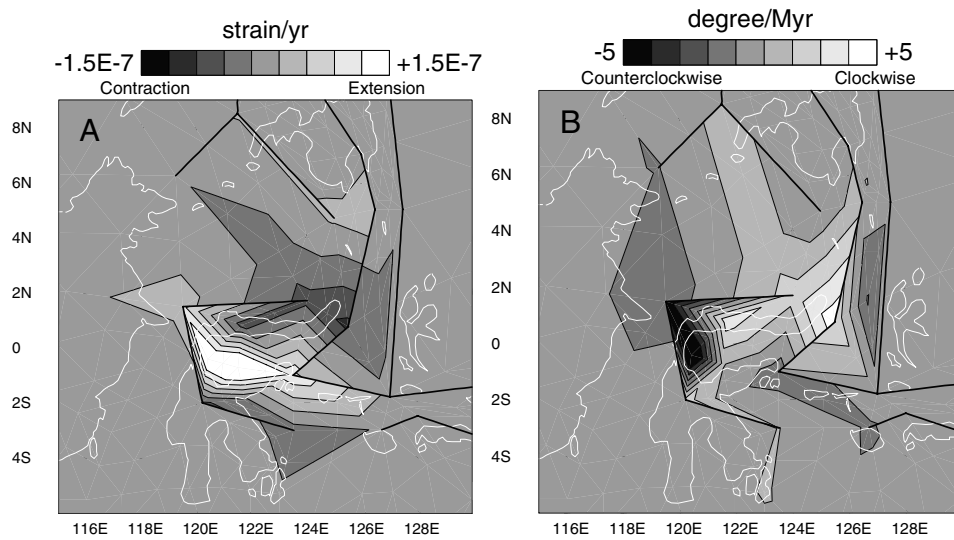 strain/yr
-1.5E-7 +1.5E-7
Contraction Extension
A
8N
6N
4N
2N
0
2S
4S
116E 118E 120E 122E 124E 126E 128E
degree/Myr
-5 +5
Counterclockwise Clockwise
B
8N
6N
4N
2N
0
2S
4S
116E 118E 120E 122E 124E 126E 128E